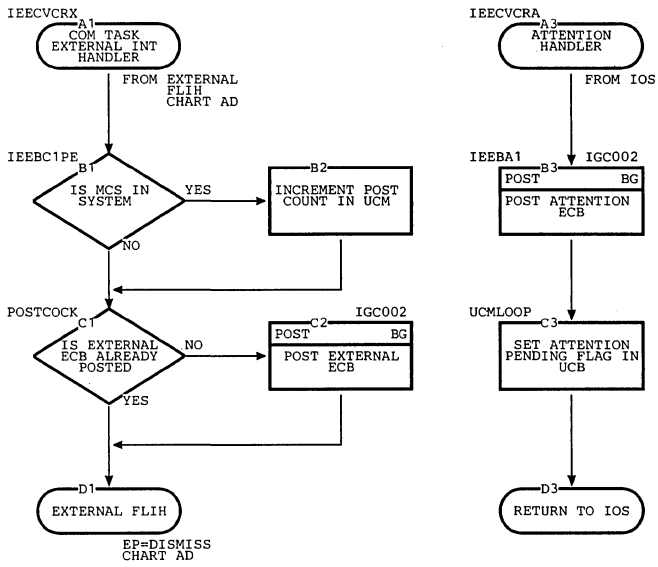 IEECVCRX
A1
COM TASK
EXTERNAL INT
HANDLER
FROM EXTERNAL
FLIH
CHART AD
IEEBC1PE
B1
IS MCS IN
SYSTEM
YES
NO
B2
INCREMENT POST
COUNT IN UCM
POSTCOCK
C1
IS EXTERNAL
ECB ALREADY
POSTED
NO
YES
IGC002
C2
POST BG
POST EXTERNAL
ECB
D1
EXTERNAL FLIH
EP=DISMISS
CHART AD
IEECVCRA
A3
ATTENTION
HANDLER
FROM IOS
IEEBA1 IGC002
B3
POST BG
POST ATTENTION
ECB
UCMLOOP
C3
SET ATTENTION
PENDING FLAG IN
UCB
D3
RETURN TO IOS